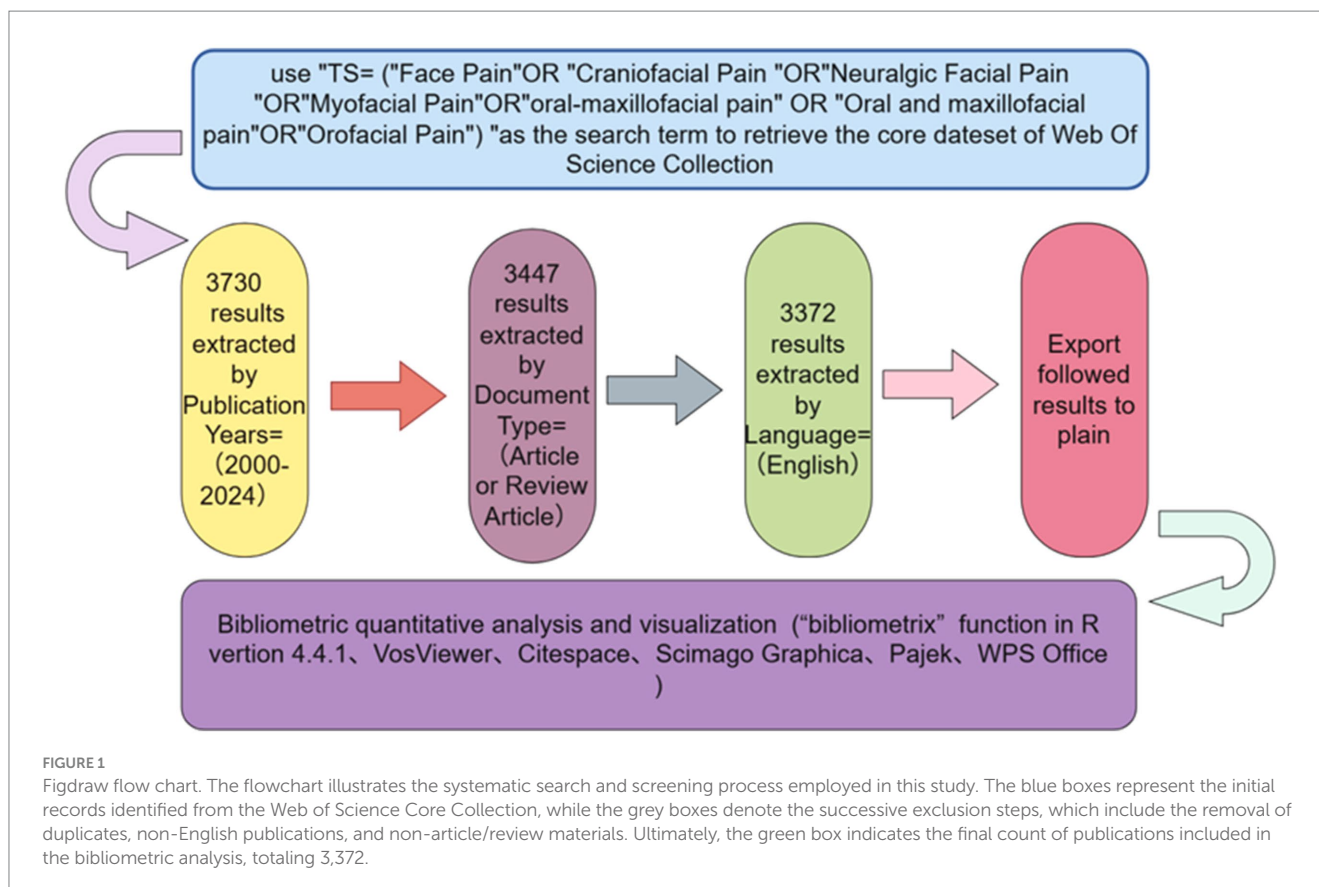 use "TS= ("Face Pain"OR "Craniofacial Pain "OR"Neuralgic Facial Pain
"OR"Myofacial Pain"OR"oral-maxillofacial pain" OR "Oral and maxillofacial
pain"OR"Orofacial Pain") "as the search term to retrieve the core dateset of Web Of
Science Collection
3730
results
extracted
by
Publication
Years=
（2000-
2024）
3447
results
extracted
by
Document
Type=
（Article
or Review
Article）
3372
results
extracted
by
Language=
（English）
Export
followed
results to
plain
Bibliometric quantitative analysis and visualization（“bibliometrix” function in R
vertion 4.4.1、VosViewer、Citespace、Scimago Graphica、Pajek、WPS Office
）
FIGURE 1
Figdraw flow chart. The flowchart illustrates the systematic search and screening process employed in this study. The blue boxes represent the initial
records identified from the Web of Science Core Collection, while the grey boxes denote the successive exclusion steps, which include the removal of
duplicates, non-English publications, and non-article/review materials. Ultimately, the green box indicates the final count of publications included in
the bibliometric analysis, totaling 3,372.